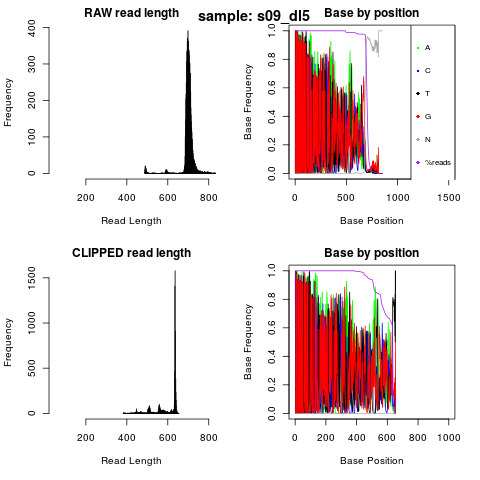 sample: s09_dl5
RAW read length
Frequency
0 100 200 300 400
200 400 600 800
Read Length
Base by position
Base Frequency
0.0 0.2 0.4 0.6 0.8 1.0
0 500 1000 1500
Base Position
A
C
T
G
N
%reads
CLIPPED read length
Frequency
0 500 1000 1500
200 400 600 800
Read Length
Base by position
Base Frequency
0.0 0.2 0.4 0.6 0.8 1.0
0 200 400 600 800 1000
Base Position